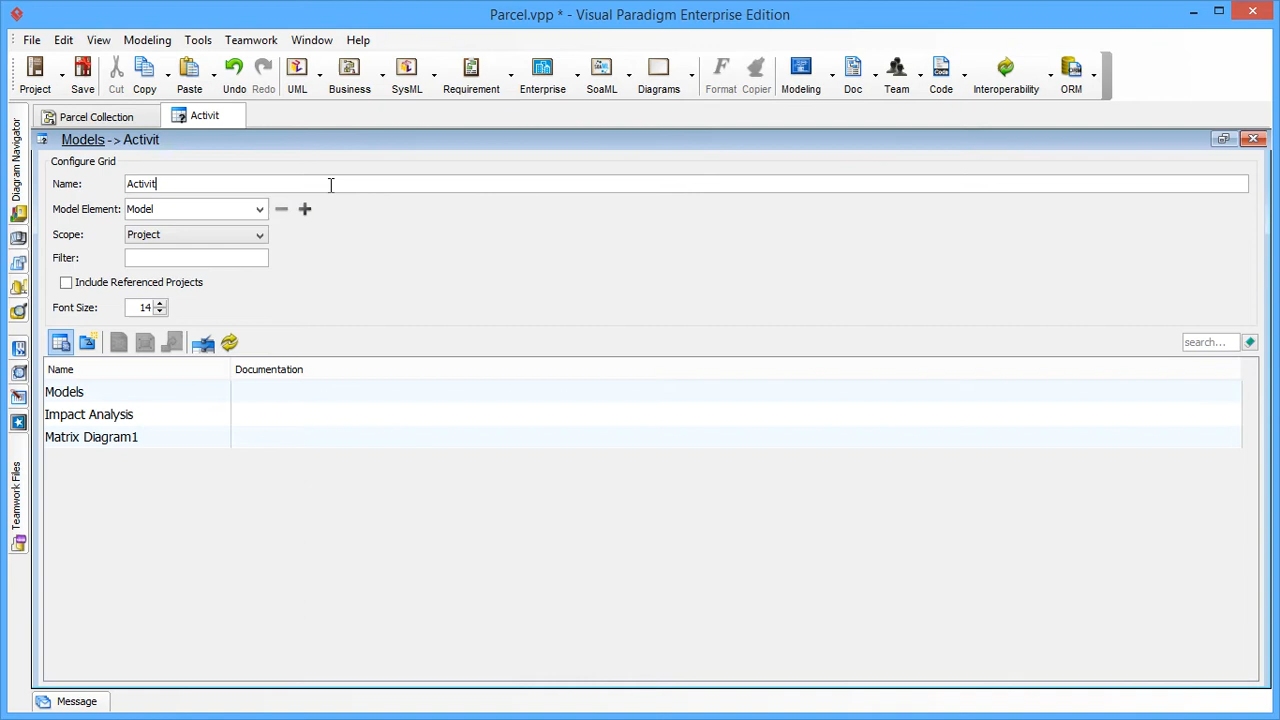 Parcel.vpp * - Visual Paradigm Enterprise Edition
File Edit View Modeling Tools Teamwork Window Help
Project Save Cut Copy Paste Undo Redo UML Business SysML Requirement Enterprise SoaML Diagrams Format Copier Modeling Doc Team Code Interoperability ORM
Parcel Collection Activit
Diagram Navigator
Teamwork Files
Models -> Activit
Configure Grid
Name: Activit
Model Element: Model
Scope: Project
Filter:
Include Referenced Projects
Font Size: 14
search...
Name Documentation
Models
Impact Analysis
Matrix Diagram1
Message